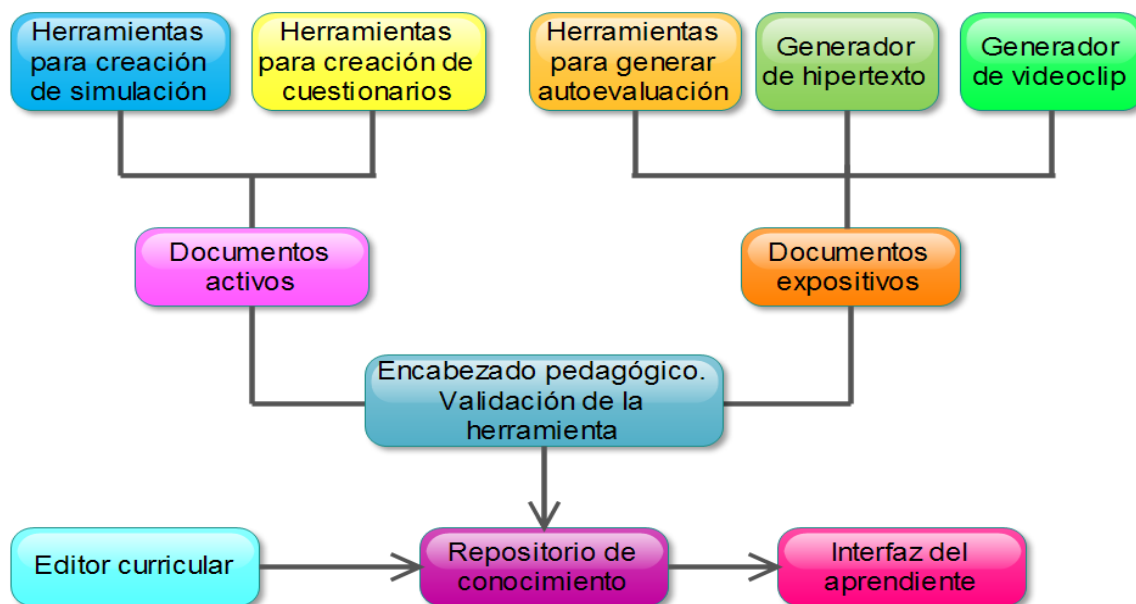 Herramientas
para creación
de simulación
Herramientas
para creación de
cuestionarios
Herramientas
para generar
autoevaluación
Generador
de hipertexto
Generador
de videoclip
Documentos
activos
Documentos
expositivos
Encabezado pedagógico.
Validación de la
herramienta
Editor curricular
Repositorio de
conocimiento
Interfaz del
aprendiente